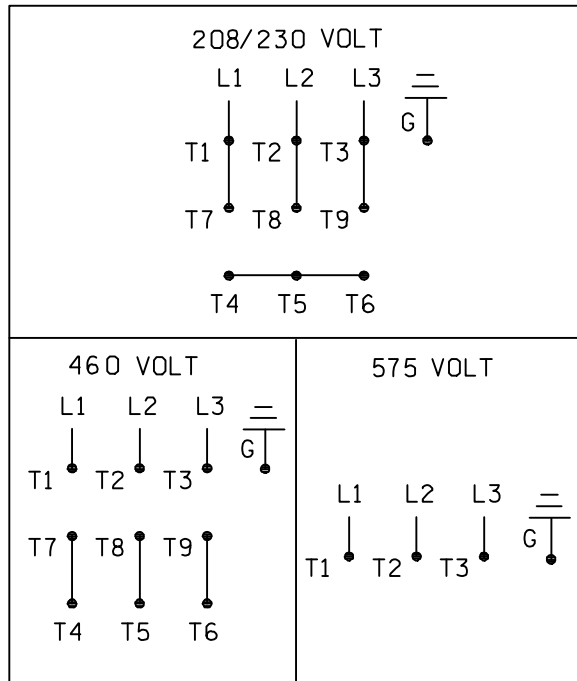 208/230 VOLT
L1 L2 L3
G
T1 T2 T3
T7 T8 T9
T4 T5 T6
460 VOLT
L1 L2 L3
G
T1 T2 T3
T7 T8 T9
T4 T5 T6
575 VOLT
L1 L2 L3
G
T1 T2 T3